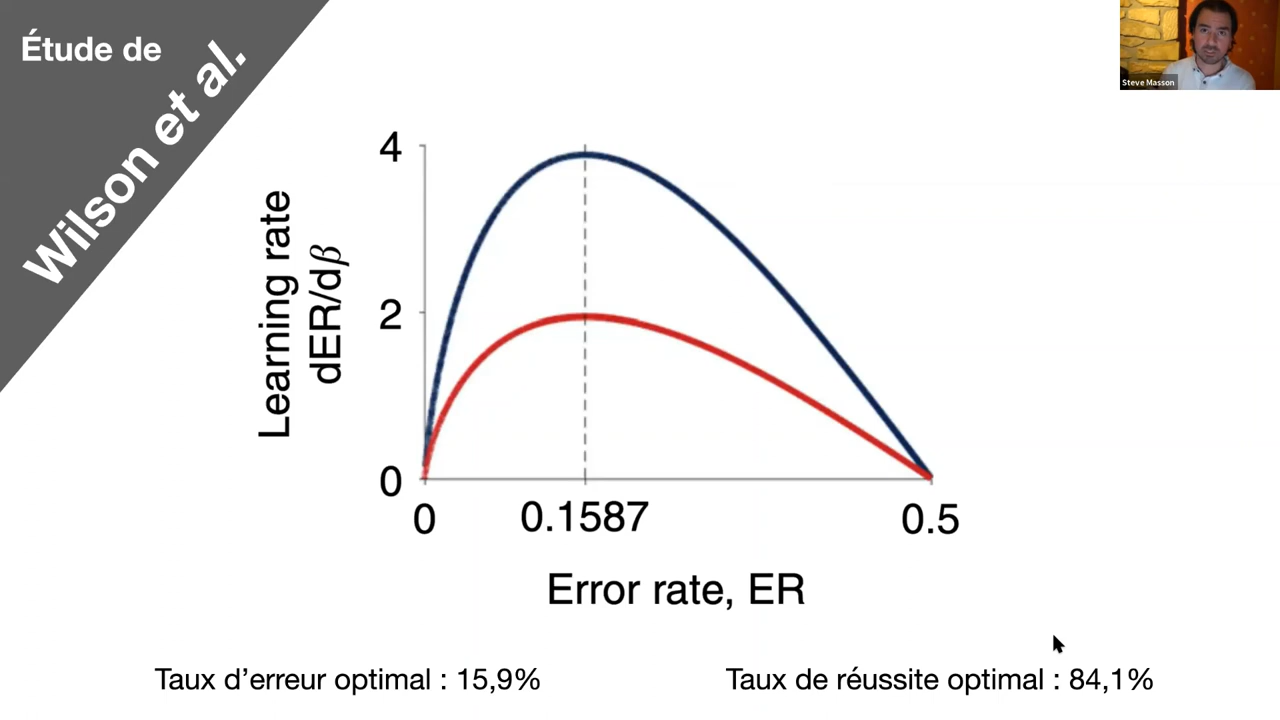 Étude de
Wilson et al.
Steve Masson
4
2
0
Learning rate
dER/dβ
0
0.1587
0.5
Error rate, ER
Taux d’erreur optimal : 15,9%
Taux de réussite optimal : 84,1%